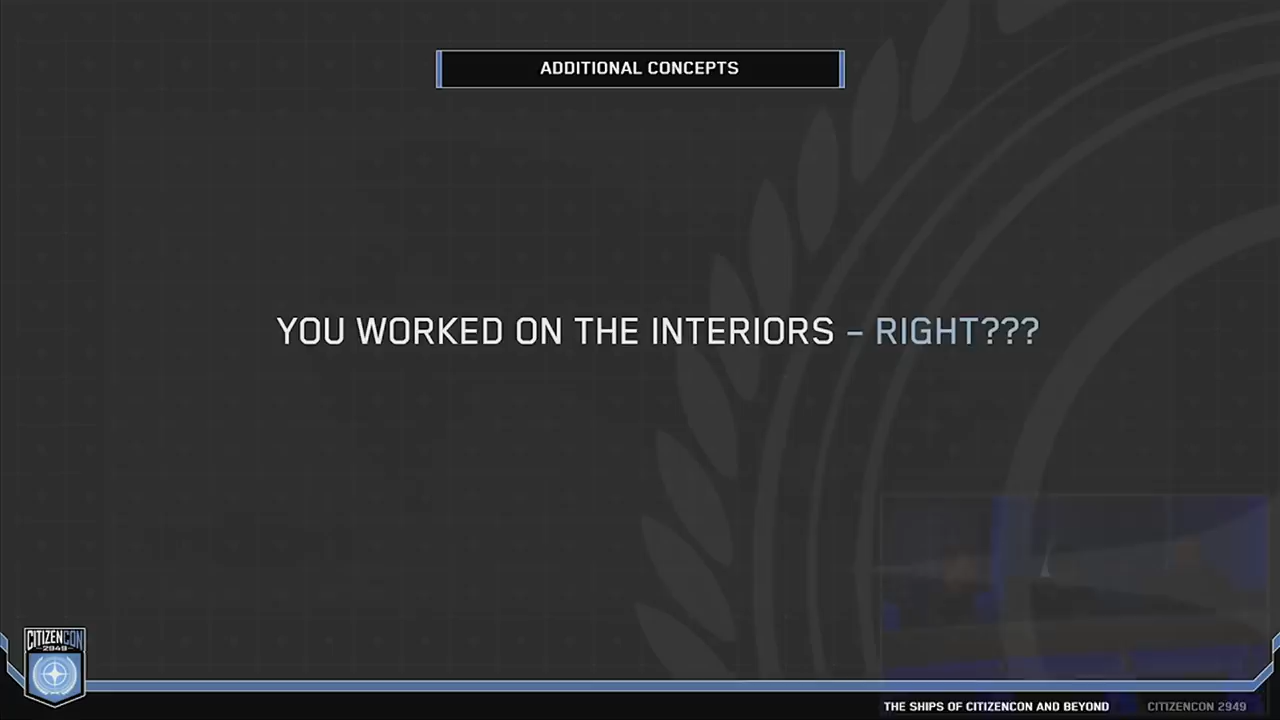 ADDITIONAL CONCEPTS
YOU WORKED ON THE INTERIORS – RIGHT???
CITIZENCON
2949
THE SHIPS OF CITIZENCON AND BEYOND CITIZENCON 2949